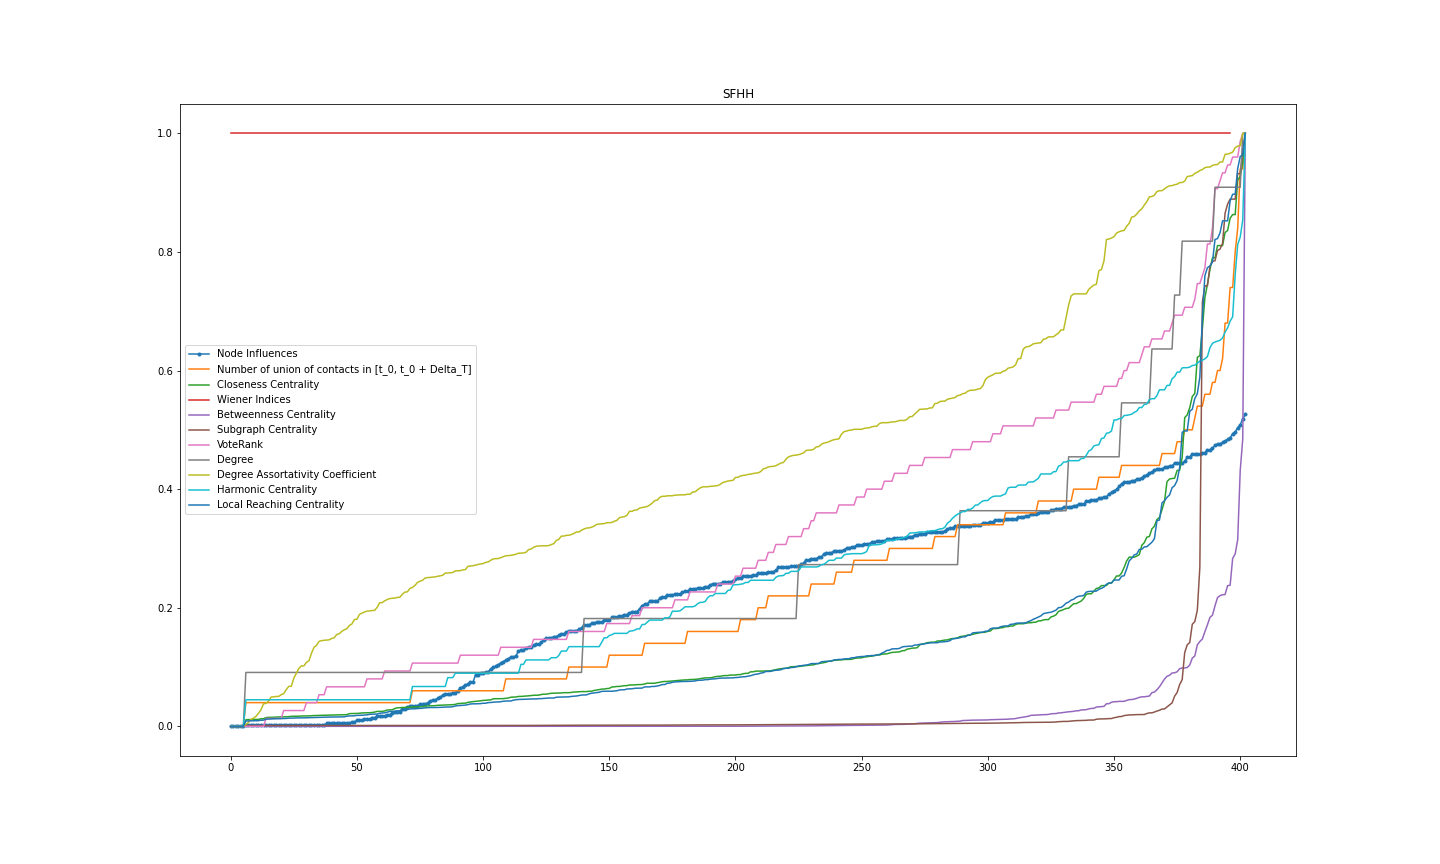 SFHH
1.0
0.8
0.6
0.4
0.2
0.0
Node Influences
Number of union of contacts in [t_0, t_0 + Delta_T]
Closeness Centrality
Wiener Indices
Betweenness Centrality
Subgraph Centrality
VoteRank
Degree
Degree Assortativity Coefficient
Harmonic Centrality
Local Reaching Centrality
0 50 100 150 200 250 300 350 400